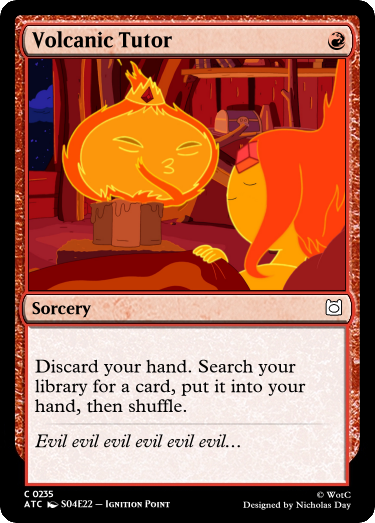 Volcanic Tutor
Sorcery
Discard your hand. Search your
library for a card, put it into your
hand, then shuffle.
Evil evil evil evil evil evil…
C 0235
ATC S04E22 – Ignition Point
© WotC
Designed by Nicholas Day